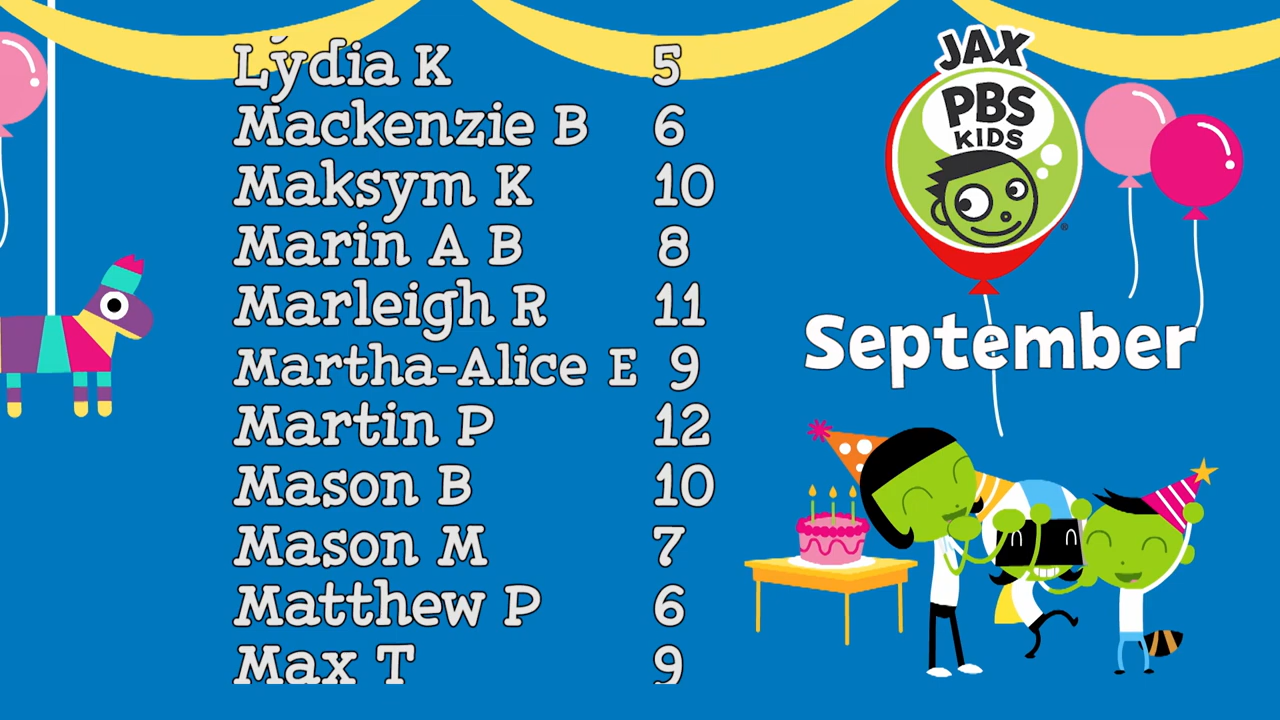 Lydia K 5
Mackenzie B 6
Maksym K 10
Marin A B 8
Marleigh R 11
Martha-Alice E 9
Martin P 12
Mason B 10
Mason M 7
Matthew P 6
Max T 9
JAX
PBS
KIDS
®
September